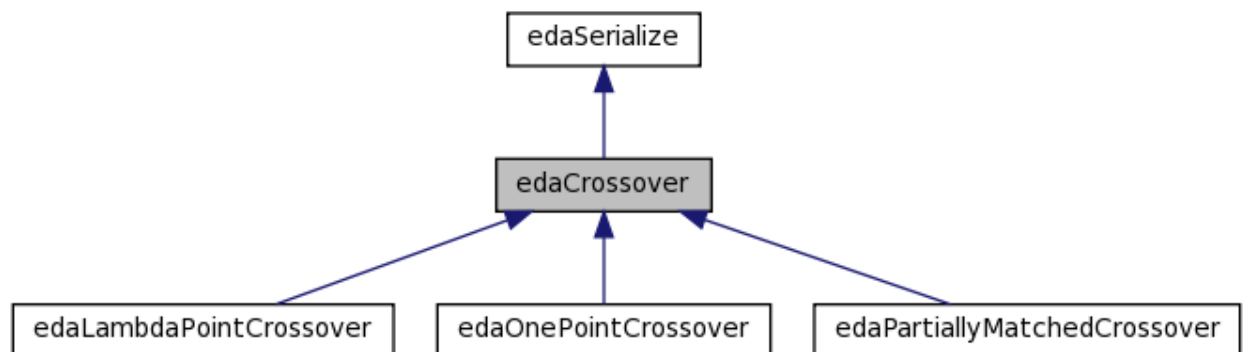 edaSerialize
edaCrossover
edaLambdaPointCrossover
edaOnePointCrossover
edaPartiallyMatchedCrossover